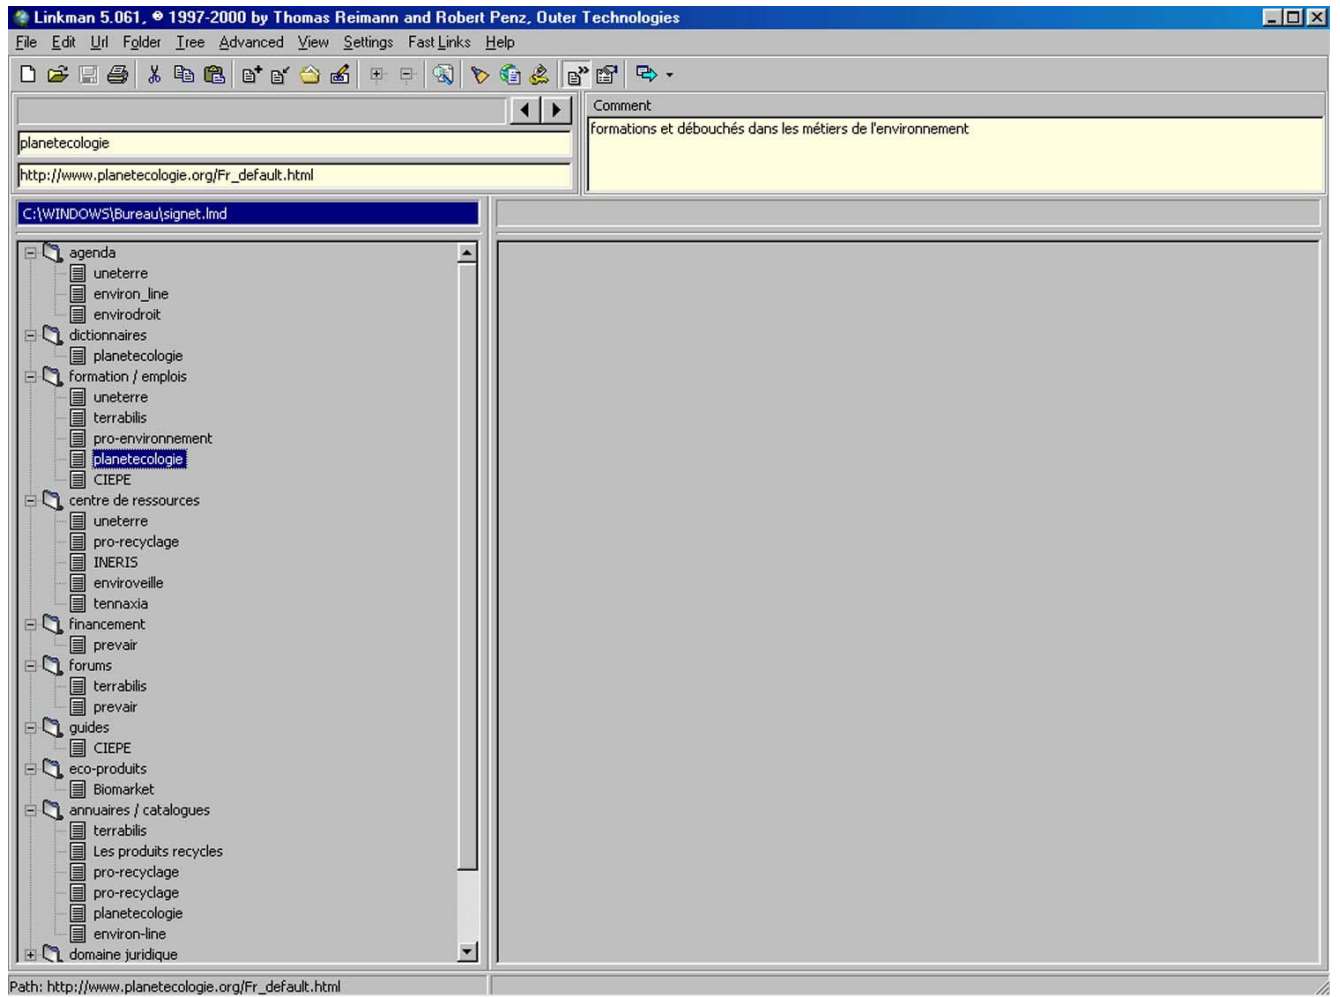 Linkman 5.061, © 1997-2000 by Thomas Reimann and Robert Penz, Outer Technologies
File Edit Url Folder Tree Advanced View Settings Fast Links Help
Comment
formations et débouchés dans les métiers de l'environnement
planetecologie
http://www.planetecologie.org/Fr_default.html
C:\WINDOWS\Bureau\signet.lmd
agenda
uneterre
environ_line
envirodroit
dictionnaires
planetecologie
formation / emplois
uneterre
terrabilis
pro-environnement
planetecologie
CIEPE
centre de ressources
uneterre
pro-recyclage
INERIS
enviroveille
tennaxia
financement
prevair
forums
terrabilis
prevair
guides
CIEPE
eco-produits
Biomarket
annuaires / catalogues
terrabilis
Les produits recycles
pro-recyclage
pro-recyclage
planetecologie
environ-line
domaine juridique
Path: http://www.planetecologie.org/Fr_default.html